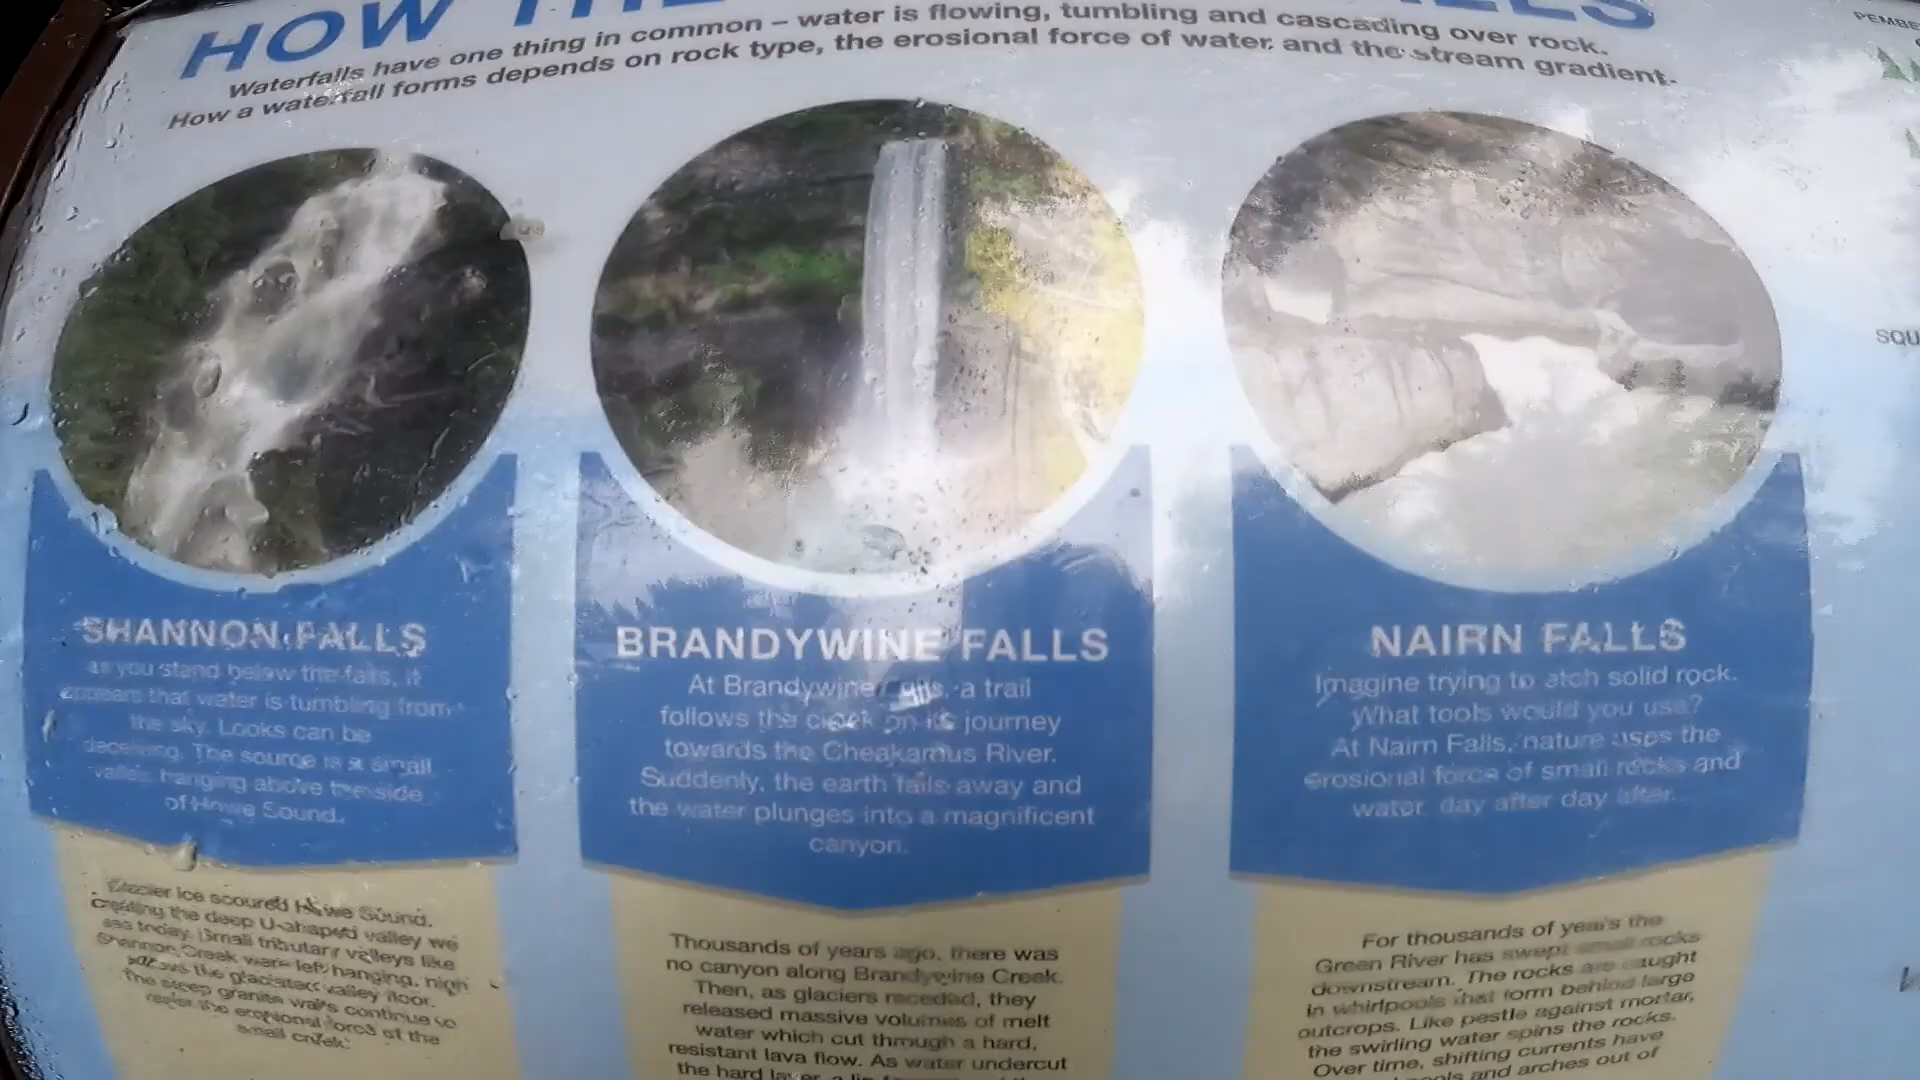 HOW
Waterfalls have one thing in common – water is flowing, tumbling and cascading over rock.
How a waterfall forms depends on rock type, the erosional force of water, and the stream gradient.
SHANNON FALLS
as you stand below the falls, it
appears that water is tumbling from
the sky. Looks can be
deceiving. The source is a small
valley hanging above the side
of Howe Sound.
Glacier ice scoured Howe Sound,
creating the deep U-shaped valley we
see today. Small tributary valleys like
Shannon Creek were left hanging, high
above the glaciated valley floor.
The steep granite walls continue to
resist the erosional force of the
small creek.
BRANDYWINE FALLS
At Brandywine Falls, a trail
follows the creek on its journey
towards the Cheakamus River.
Suddenly, the earth falls away and
the water plunges into a magnificent
canyon.
Thousands of years ago, there was
no canyon along Brandywine Creek.
Then, as glaciers receded, they
released massive volumes of melt
water which cut through a hard,
resistant lava flow. As water undercut
the hard layer, a lip
NAIRN FALLS
Imagine trying to etch solid rock.
What tools would you use?
At Nairn Falls, nature uses the
erosional force of small rocks and
water day after day after...
For thousands of years the
Green River has swept small rocks
downstream. The rocks are caught
in whirlpools that form behind large
outcrops. Like pestle against mortar,
the swirling water spins the rocks.
Over time, shifting currents have
and arches out of
PEMBE
SQU